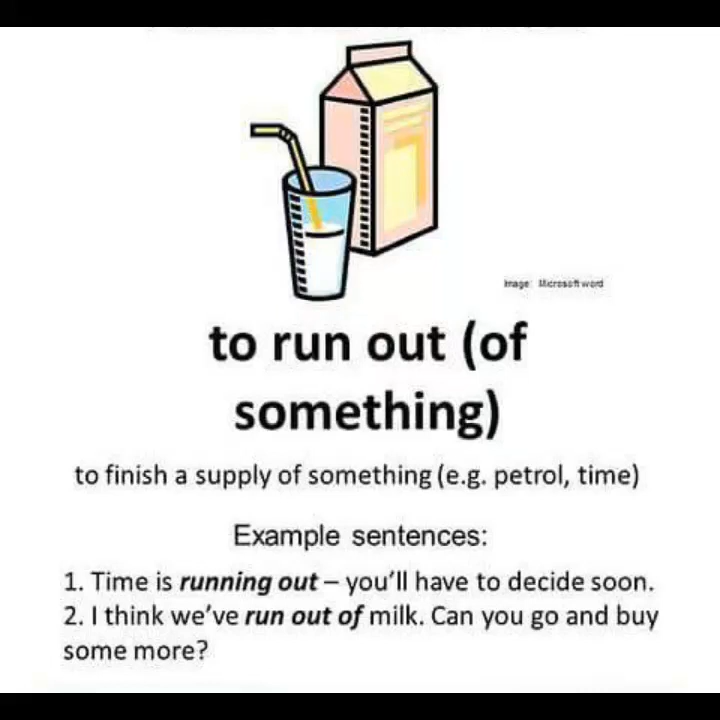 Image: Microsoft word
to run out (of
something)
to finish a supply of something (e.g. petrol, time)
Example sentences:
1. Time is running out – you'll have to decide soon.
2. I think we've run out of milk. Can you go and buy
some more?